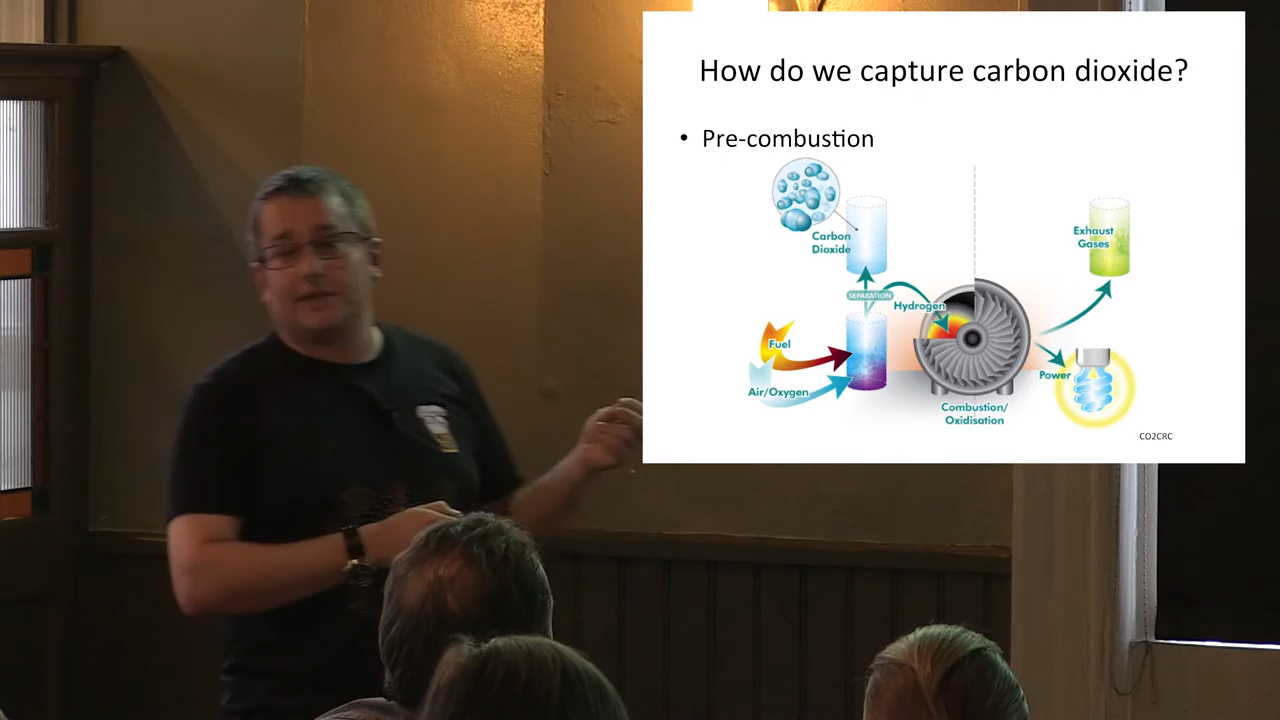 How do we capture carbon dioxide?
• Pre-combustion
Carbon
Dioxide
Exhaust
Gases
SEPARATION
Hydrogen
Fuel
Air/Oxygen
Power
Combustion/
Oxidisation
CO2CRC